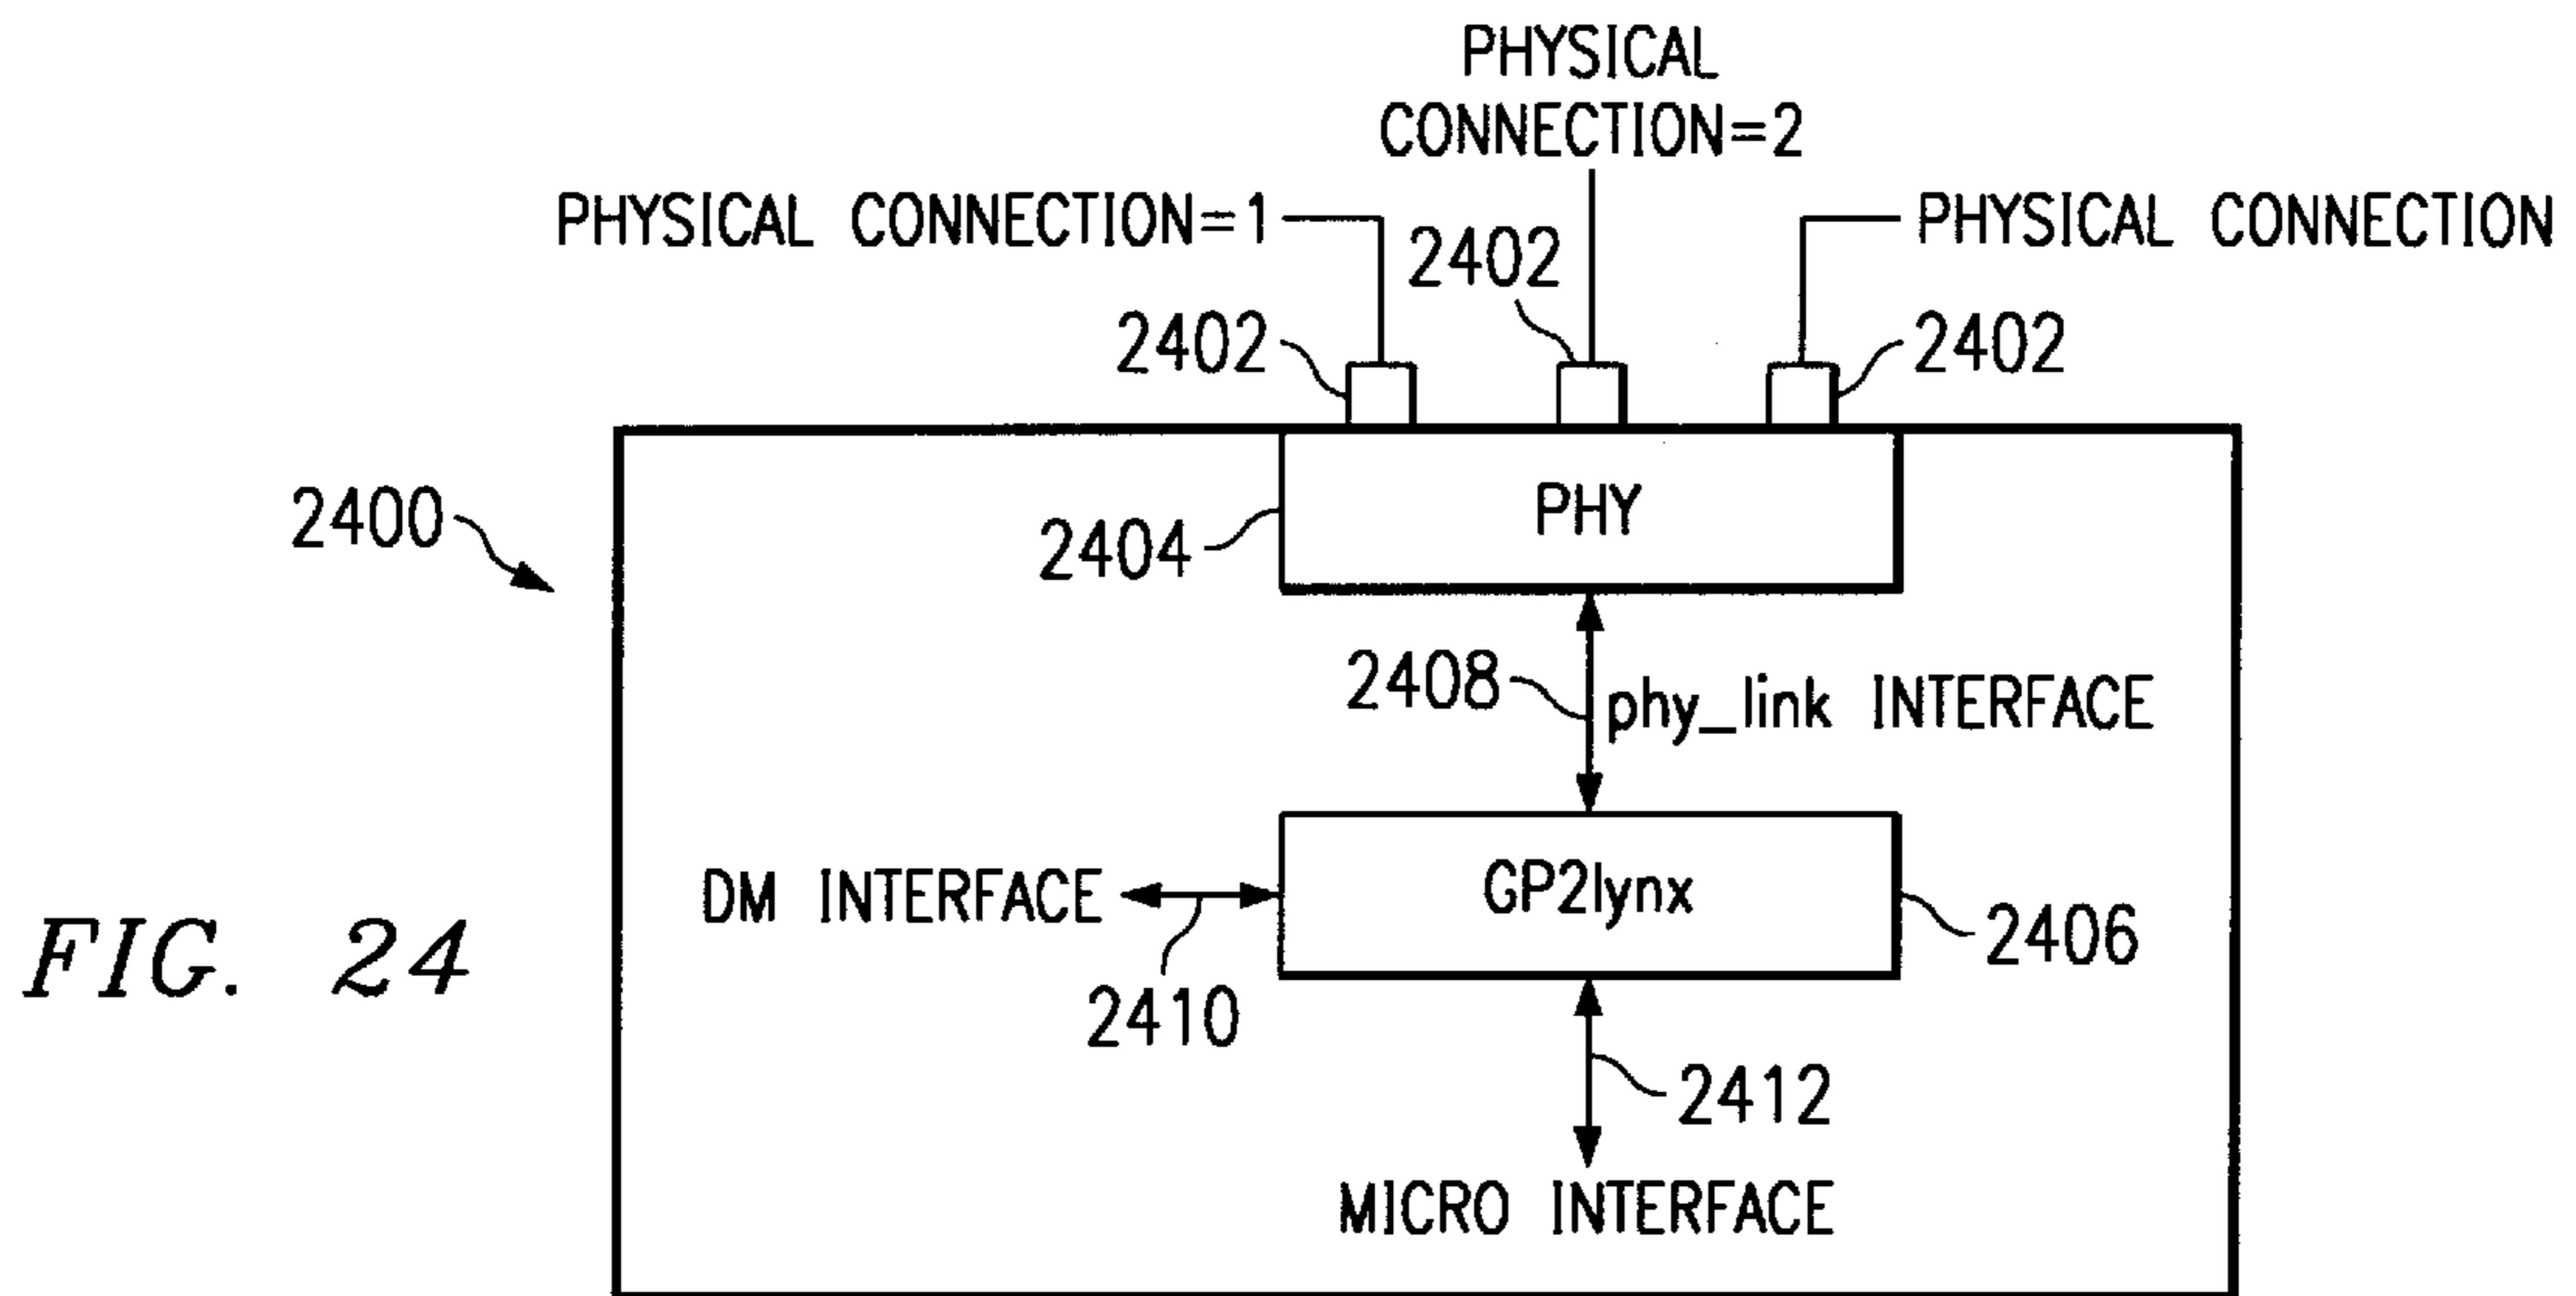 PHYSICAL
CONNECTION=2
PHYSICAL CONNECTION=1
PHYSICAL CONNECTION
2402
2402
2402
2400
PHY
2404
2408
phy_link INTERFACE
DM INTERFACE
GP2lynx
2406
FIG. 24
2410
2412
MICRO INTERFACE